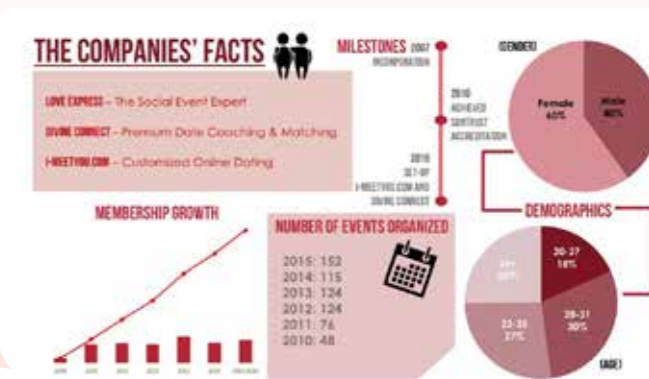 THE COMPANIES' FACTS
LOVE EXPRESS – The Social Event Expert
DIVINE CONNECT – Premium Date Coaching & Matching
I-MEETYOU.COM – Customized Online Dating
MILESTONES 2007
INCORPORATION
2010
ACHIEVED
ACCREDITATION
SET-UP
I-MEETYOU.COM AND
DIVINE CONNECT
(GENDER)
Female
Male
DEMOGRAPHICS
20-27
18%
28-31
30%
27%
(AGE)
MEMBERSHIP GROWTH
NUMBER OF EVENTS ORGANIZED
2015: 152
2014: 115
2013: 124
2012: 124
2011: 76
2010: 48